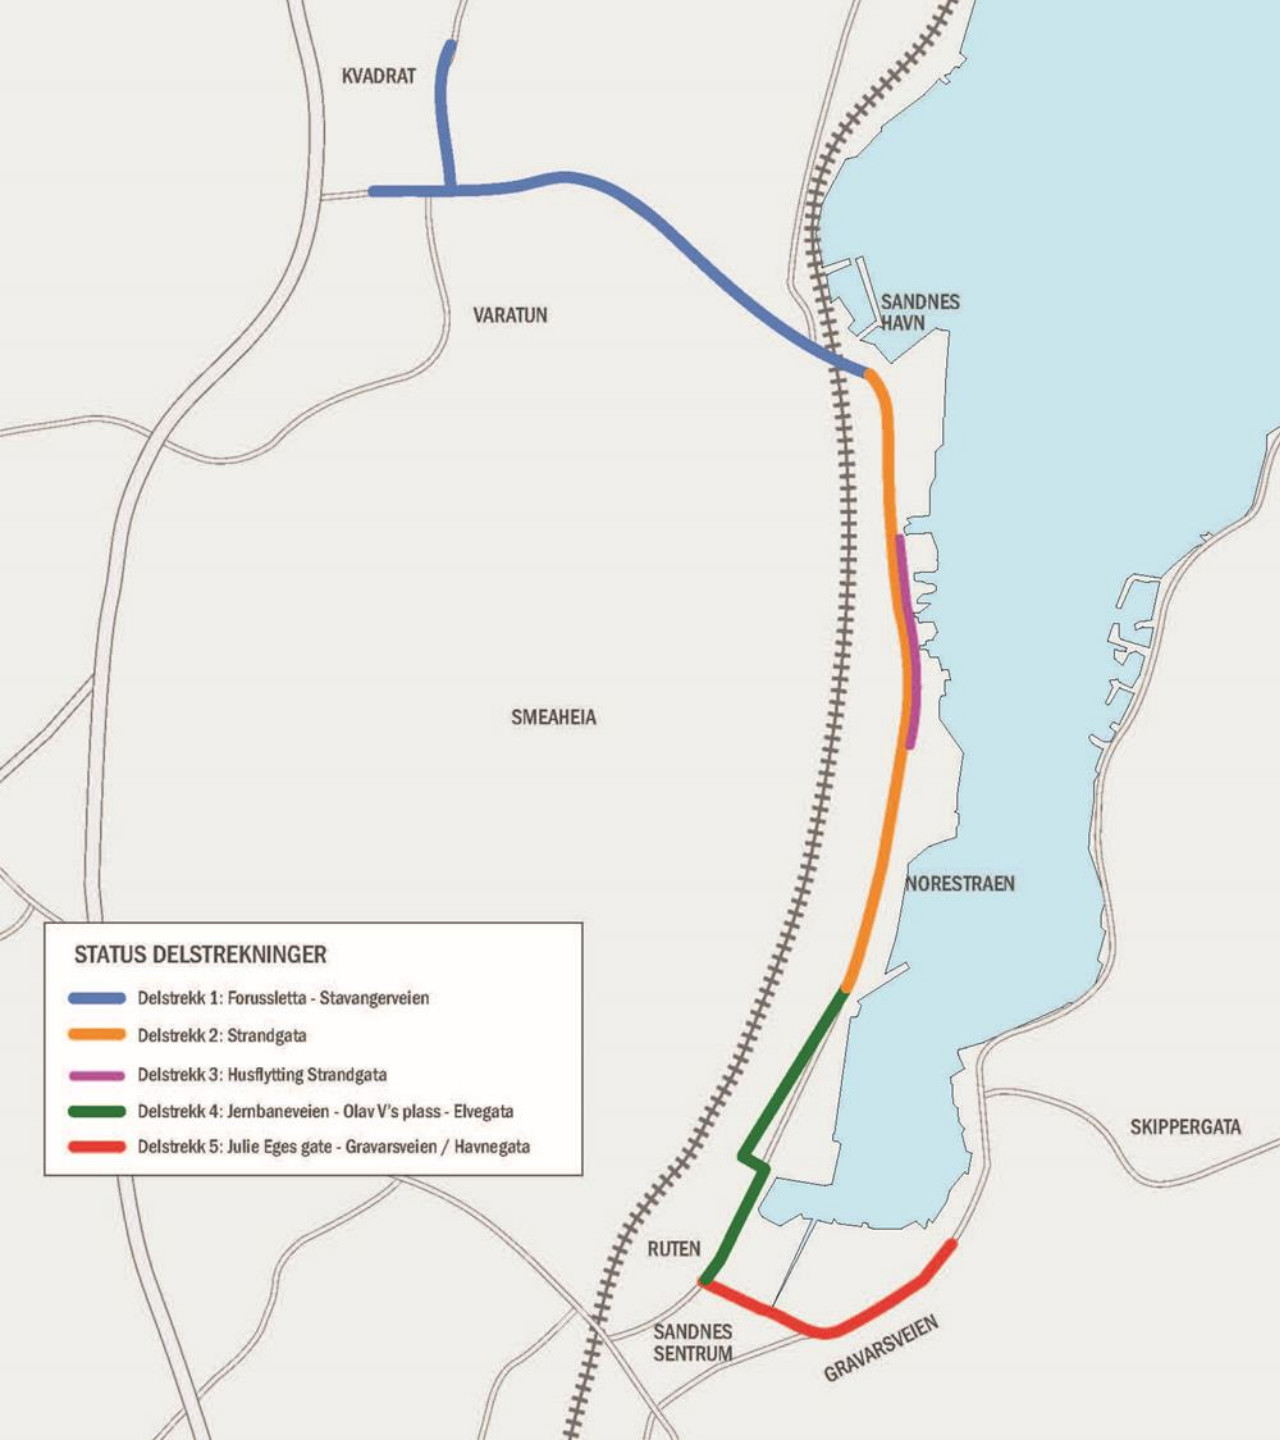 KVADRAT
SANDNES
HAVN
VARATUN
SMEAHEIA
NORESTRAEN
STATUS DELSTREKNINGER
Delstrekk 1: Forussletta - Stavangerveien
Delstrekk 2: Strandgata
Delstrekk 3: Husflytting Strandgata
Delstrekk 4: Jernbaneveien - Olav V's plass - Elvegata
Delstrekk 5: Julie Eges gate - Gravarsveien / Havnegata
SKIPPERGATA
RUTEN
SANDNES
SENTRUM
GRAVARSVEIEN